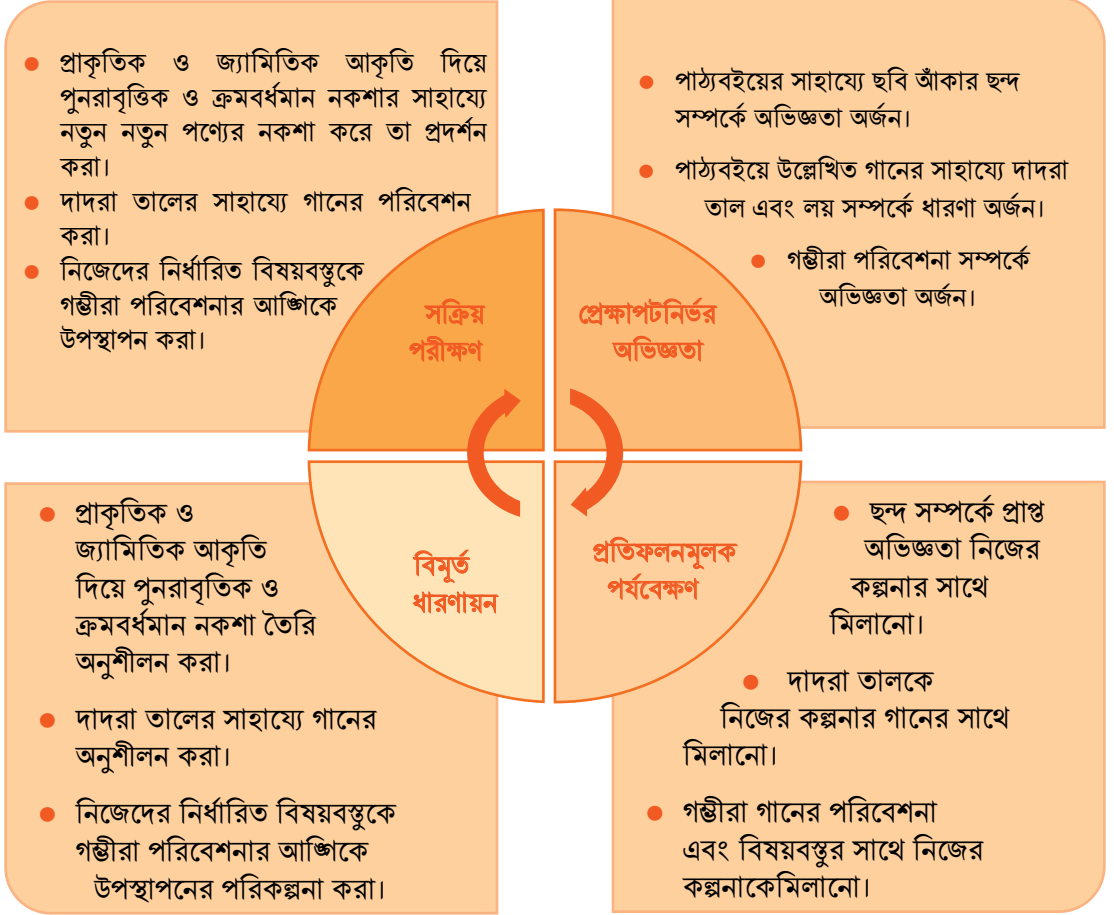 ● প্রাকৃতিক ও জ্যামিতিক আকৃতি দিয়ে
পুনরাবৃত্তিক ও ক্রমবর্ধমান নকশার সাহায্যে
নতুন নতুন পণ্যের নকশা করে তা প্রদর্শন
করা।
● দাদরা তালের সাহায্যে গানের পরিবেশন
করা।
● নিজেদের নির্ধারিত বিষয়বস্তুকে
গম্ভীরা পরিবেশনার আঙ্গিকে
উপস্থাপন করা।
● পাঠ্যবইয়ের সাহায্যে ছবি আঁকার ছন্দ
সম্পর্কে অভিজ্ঞতা অর্জন।
● পাঠ্যবইয়ে উল্লেখিত গানের সাহায্যে দাদরা
তাল এবং লয় সম্পর্কে ধারণা অর্জন।
● গম্ভীরা পরিবেশনা সম্পর্কে
অভিজ্ঞতা অর্জন।
সক্রিয়
পরীক্ষণ
প্রেক্ষাপটনির্ভর
অভিজ্ঞতা
বিমূর্ত
ধারণায়ন
প্রতিফলনমূলক
পর্যবেক্ষণ
● প্রাকৃতিক ও
জ্যামিতিক আকৃতি
দিয়ে পুনরাবৃতিক ও
ক্রমবর্ধমান নকশা তৈরি
অনুশীলন করা।
● দাদরা তালের সাহায্যে গানের
অনুশীলন করা।
● নিজেদের নির্ধারিত বিষয়বস্তুকে
গম্ভীরা পরিবেশনার আঙ্গিকে
উপস্থাপনের পরিকল্পনা করা।
● ছন্দ সম্পর্কে প্রাপ্ত
অভিজ্ঞতা নিজের
কল্পনার সাথে
মিলানো।
● দাদরা তালকে
নিজের কল্পনার গানের সাথে
মিলানো।
● গম্ভীরা গানের পরিবেশনা
এবং বিষয়বস্তুর সাথে নিজের
কল্পনাকেমিলানো।